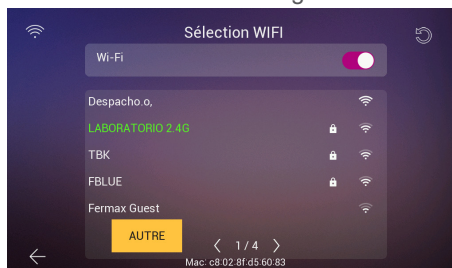 Sélection WIFI
Wi-Fi
Despacho.o,
LABORATORIO 2.4G
TBK
FBLUE
Fermax Guest
AUTRE
1 / 4
Mac: c8:02:8f:d5:60:83